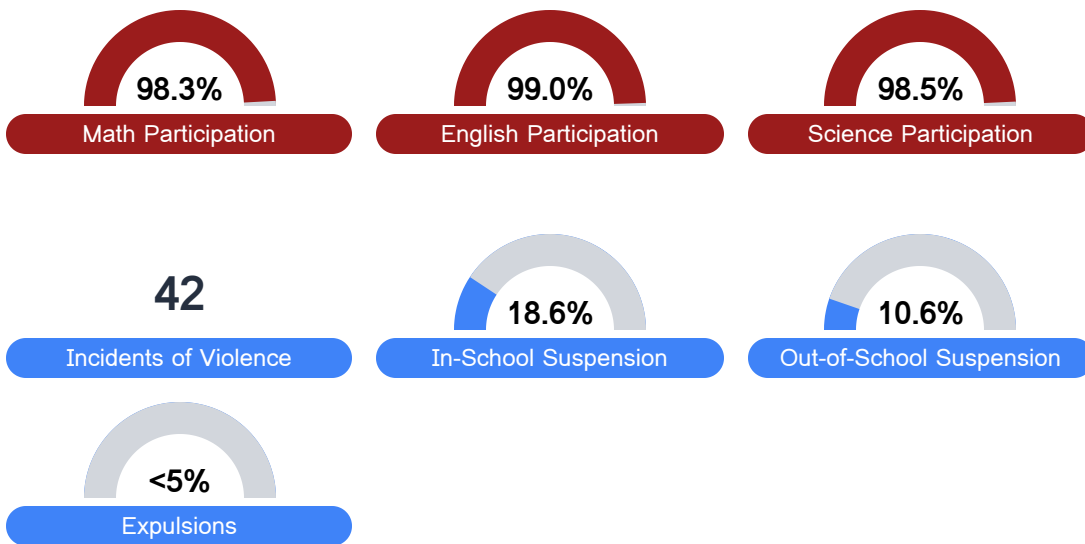 98.3%
99.0%
98.5%
Math Participation
English Participation
Science Participation
42
18.6%
10.6%
Incidents of Violence
In-School Suspension
Out-of-School Suspension
<5%
Expulsions